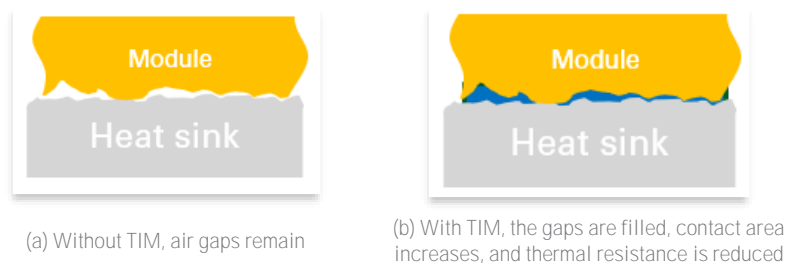 Module
Heat sink
(a) Without TIM, air gaps remain
Module
Heat sink
(b) With TIM, the gaps are filled, contact area
increases, and thermal resistance is reduced